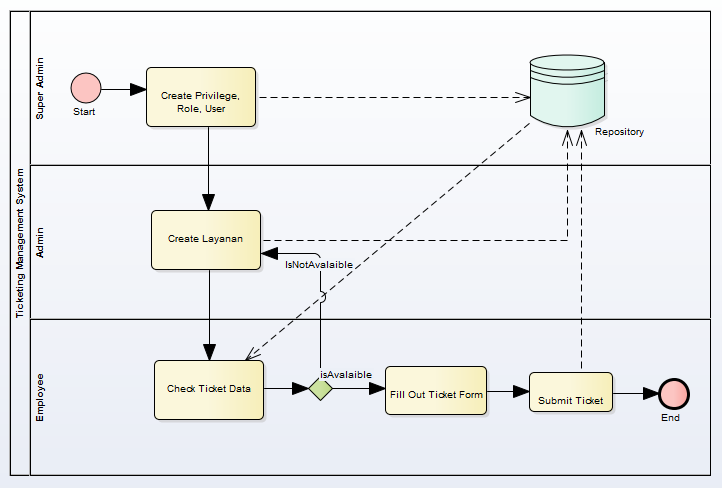 Ticketing Management System
Super Admin
Start
Create Privilege,
Role, User
Repository
Admin
Create Layanan
IsNotAvalaible
Employee
Check Ticket Data
isAvalaible
Fill Out Ticket Form
Submit Ticket
End